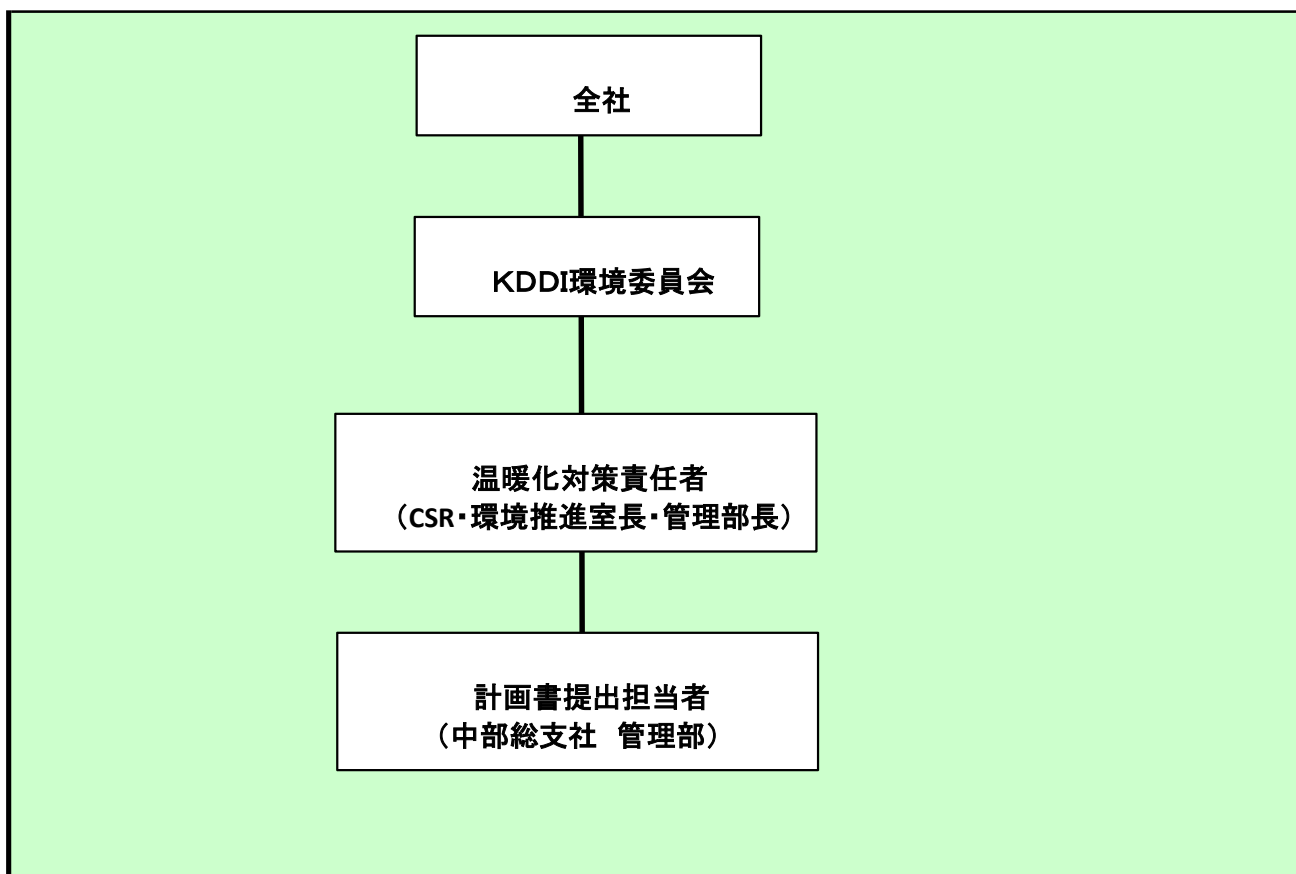 全社
KDDI環境委員会
温暖化対策責任者
（CSR・環境推進室長・管理部長）
計画書提出担当者
（中部総支社　管理部）